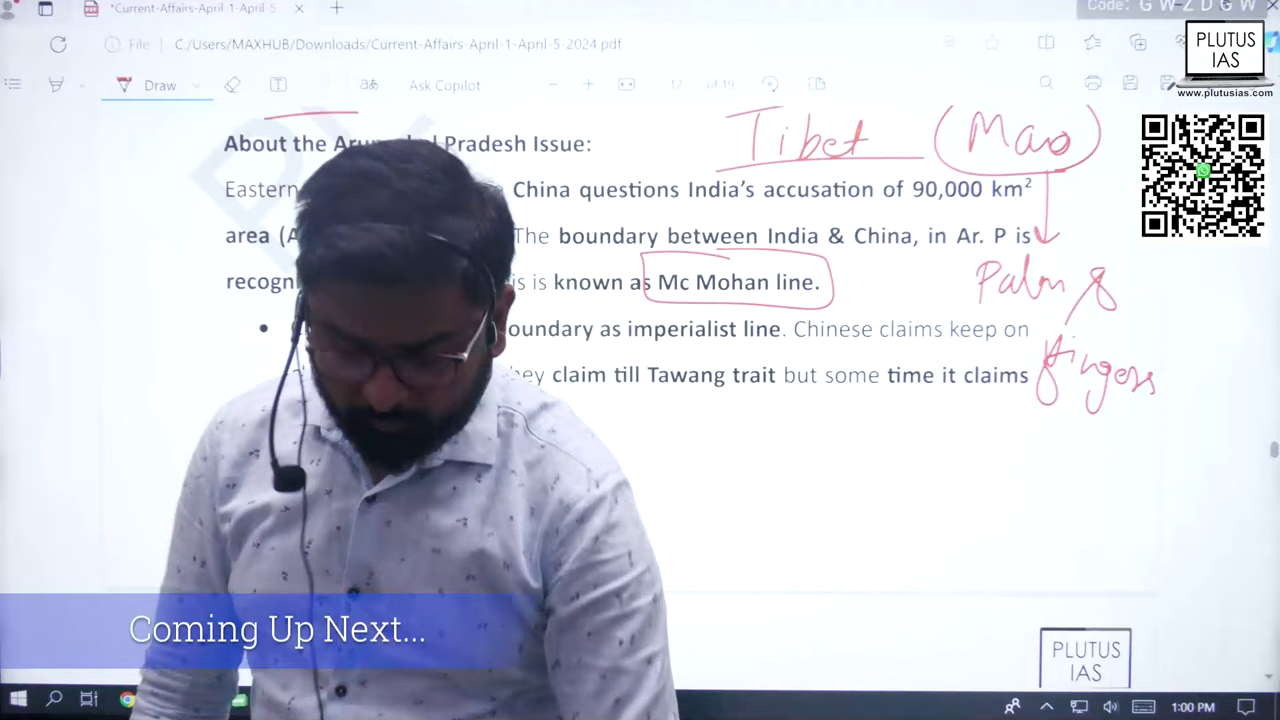 *Current-Affairs-April-1-April-5
Code: G W Z D G W
File C:/Users/MAXHUB/Downloads/Current-Affairs-April-1-April-5-2024.pdf
Draw Ask Copilot 12 of 19
PLUTUS
IAS
www.plutusias.com
About the Pradesh Issue:
Tibet (Mao)
Eastern China questions India's accusation of 90,000 km²
area The boundary between India & China, in Ar. P is
known as Mc Mohan line.
Palm &
fingers
oundary as imperialist line. Chinese claims keep on
hey claim till Tawang trait but some time it claims
Coming Up Next...
PLUTUS
IAS
1:00 PM